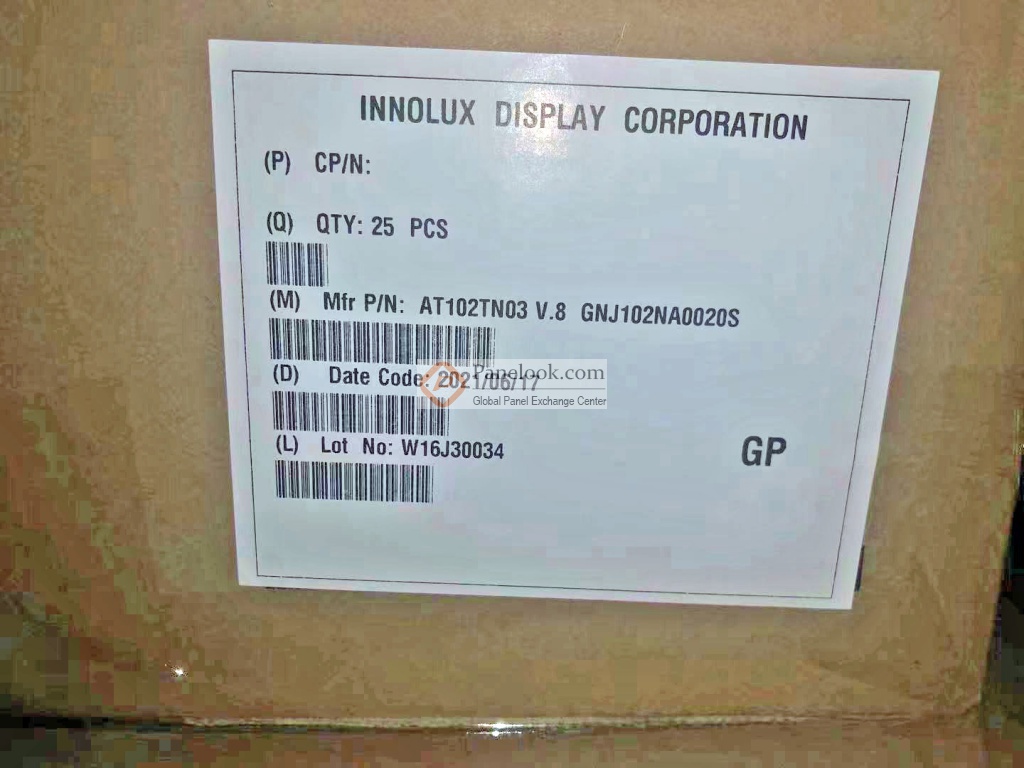 INNOLUX DISPLAY CORPORATION
(P) CP/N:
(Q) QTY: 25 PCS
(M) Mfr P/N: AT102TN03 V.8 GNJ102NA0020S
(D) Date Code: 2021/06/17
Panelook.com
Global Panel Exchange Center
(L) Lot No: W16J30034
GP